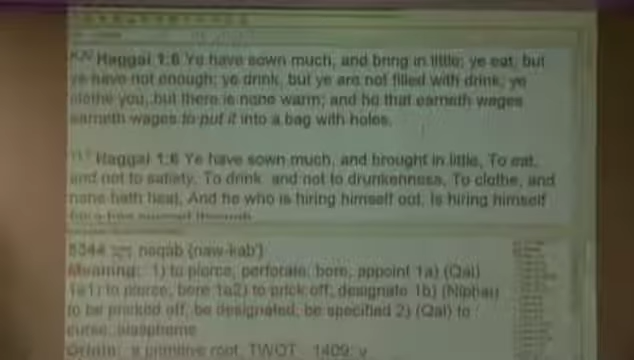 Haggai 1:6 Ye have sown much, and bring in little; ye eat, but
ye have not enough; ye drink, but ye are not filled with drink; ye
clothe you, but there is none warm; and he that earneth wages
earneth wages to put it into a bag with holes.
Haggai 1:6 Ye have sown much, and brought in little, To eat,
and not to satiety, To drink, and not to drunkenness, To clothe, and
none hath heat, And he who is hiring himself out, Is hiring himself
5344 naqab {naw-kab'}
Meaning: 1) to pierce, perforate, bore, appoint 1a) (Qal)
1a1) to pierce, bore 1a2) to prick off, designate 1b) (Niphal)
to be pricked off, be designated, be specified 2) (Qal) to
curse, blaspheme
Origin: a primitive root; TWOT - 1409; v